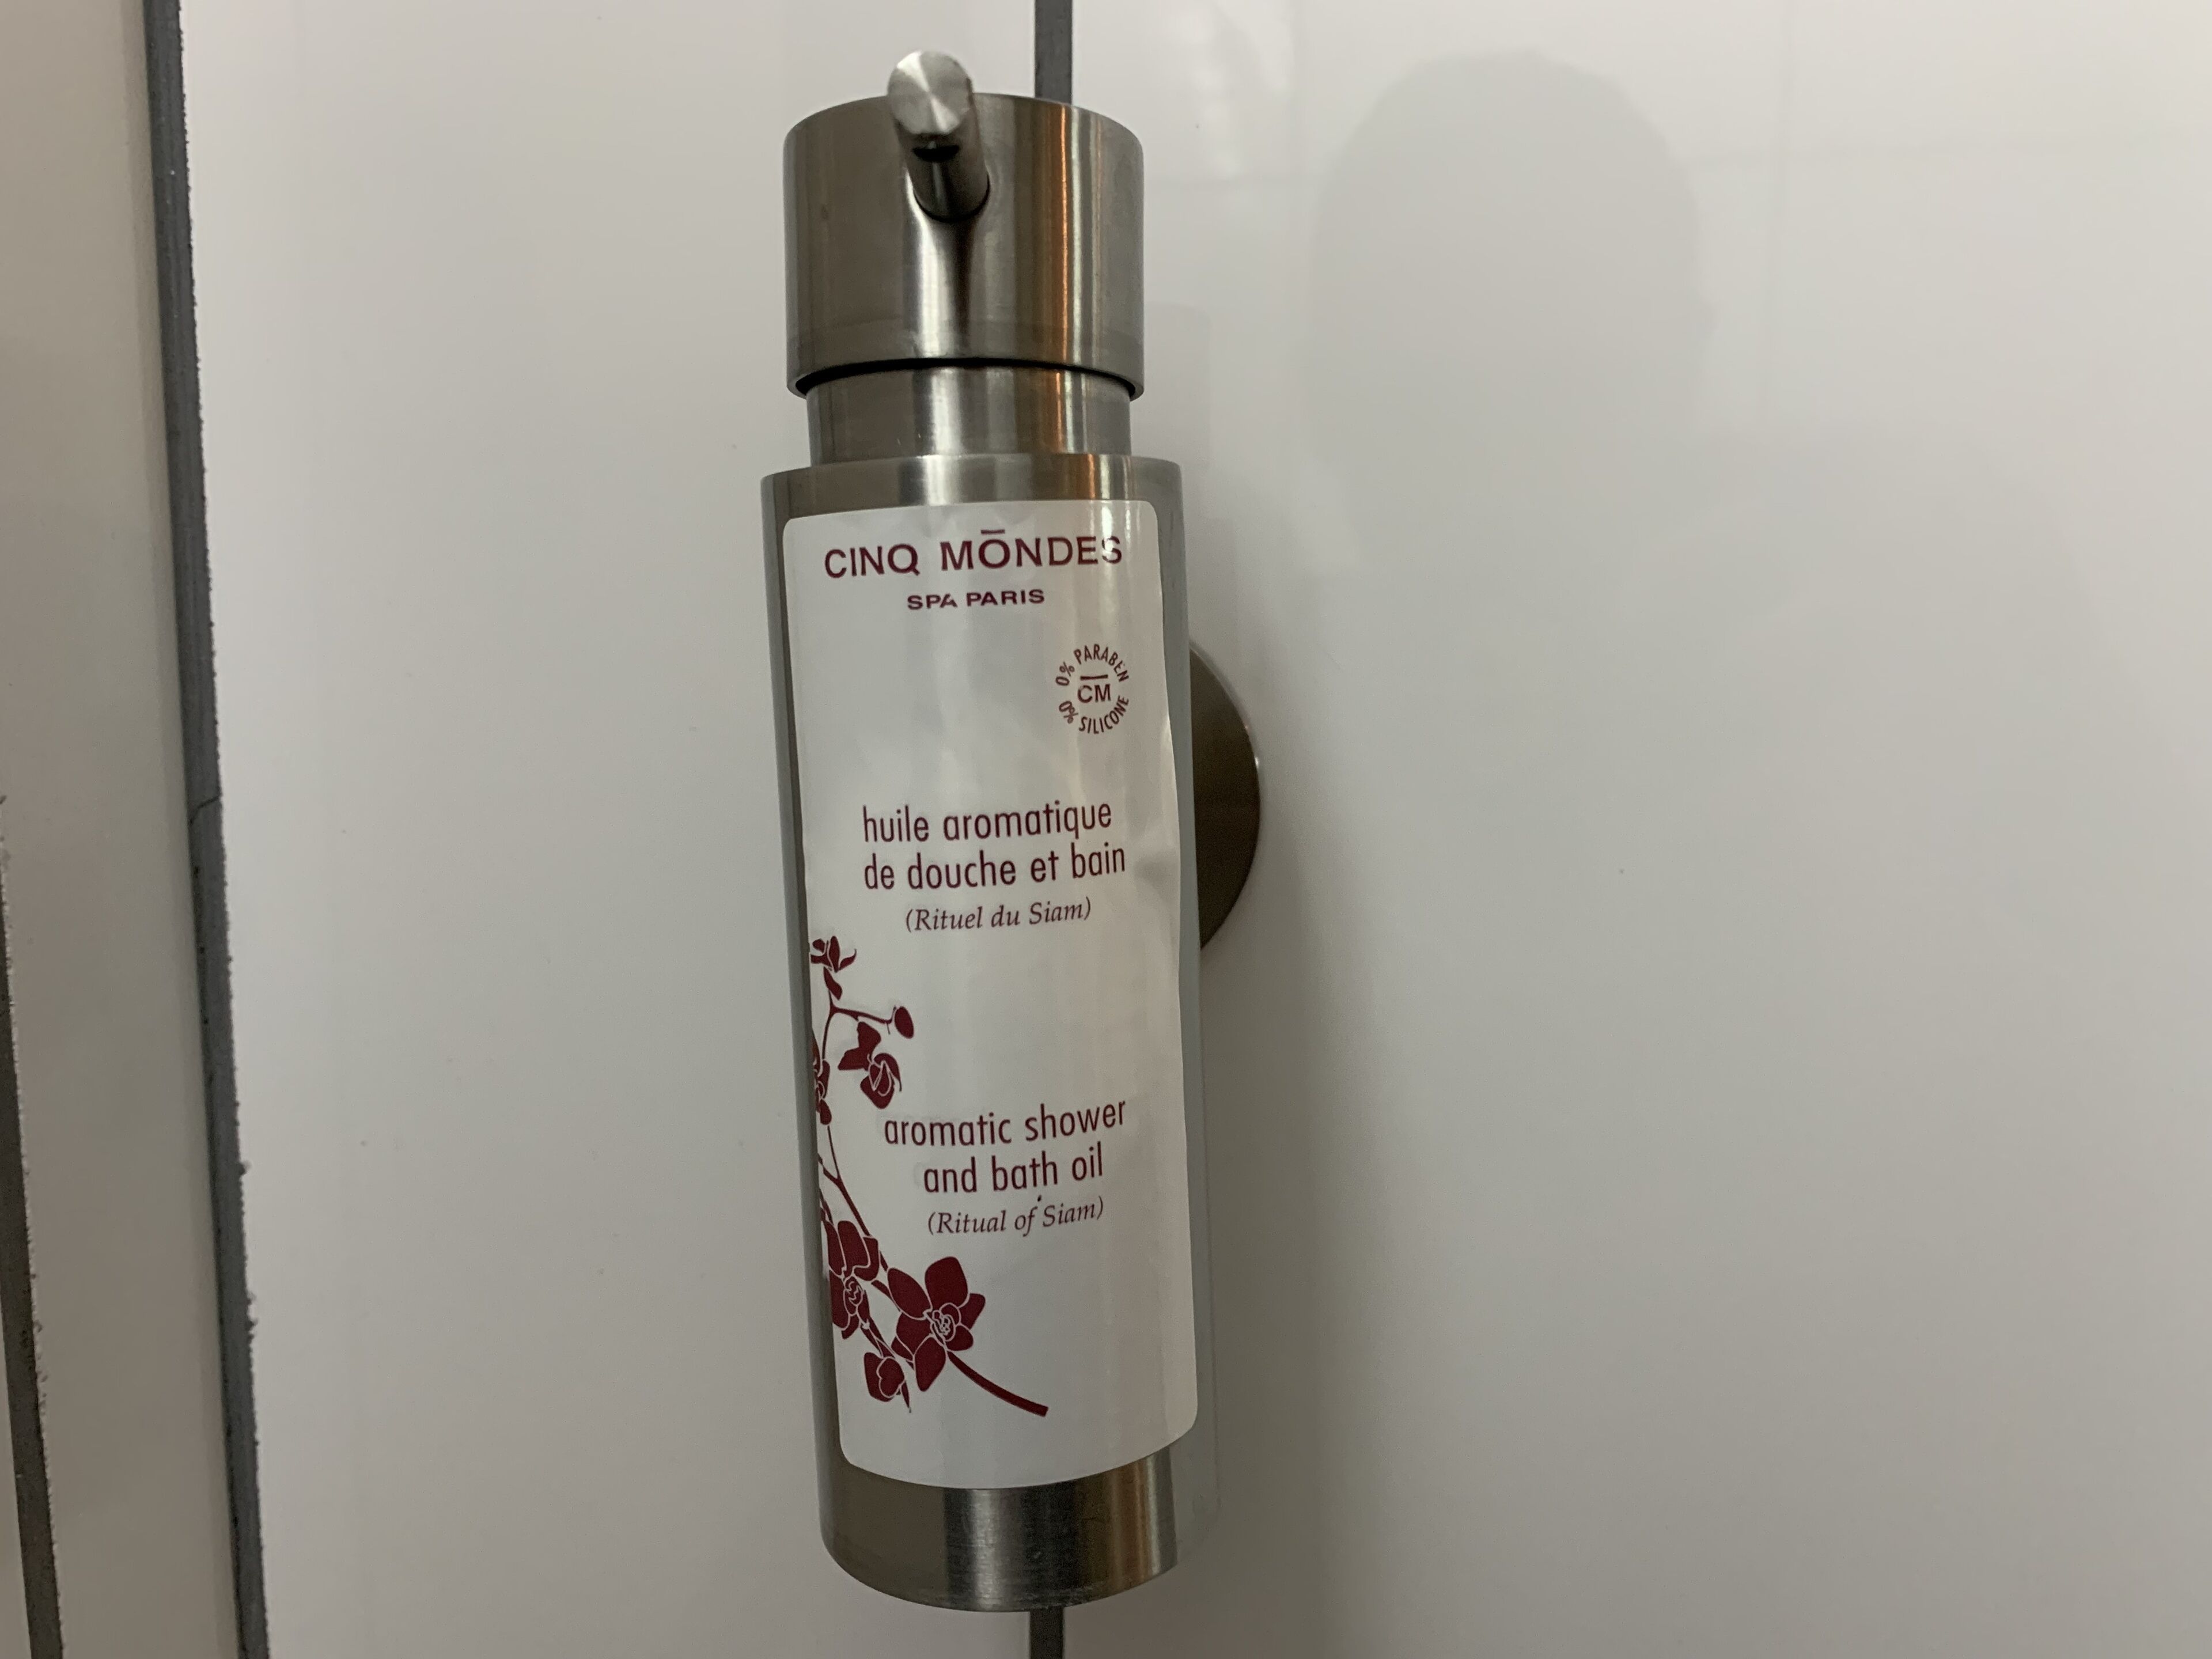 CINQ MŌNDES
SPA PARIS
0% PARABEN
CM
0% SILICONE
huile aromatique
de douche et bain
(Rituel du Siam)
aromatic shower
and bath oil
(Ritual of Siam)